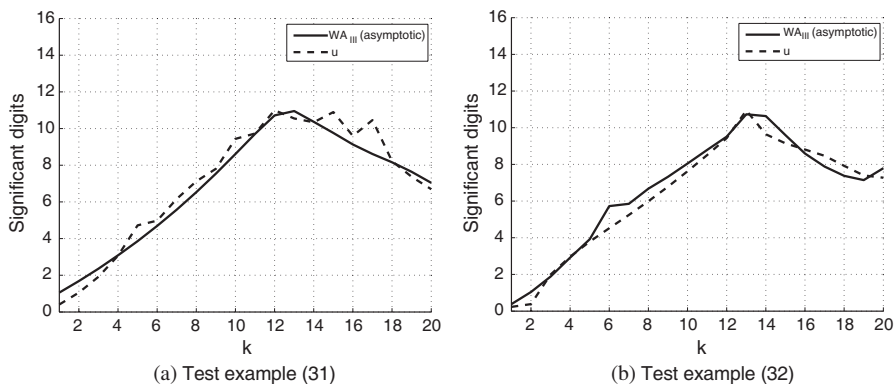 16
14
12
10
8
6
4
2
0
Significant digits
WA III (asymptotic)
u
2 4 6 8 10 12 14 16 18 20
k
(a) Test example (31)
16
14
12
10
8
6
4
2
0
Significant digits
WA III (asymptotic)
u
2 4 6 8 10 12 14 16 18 20
k
(b) Test example (32)